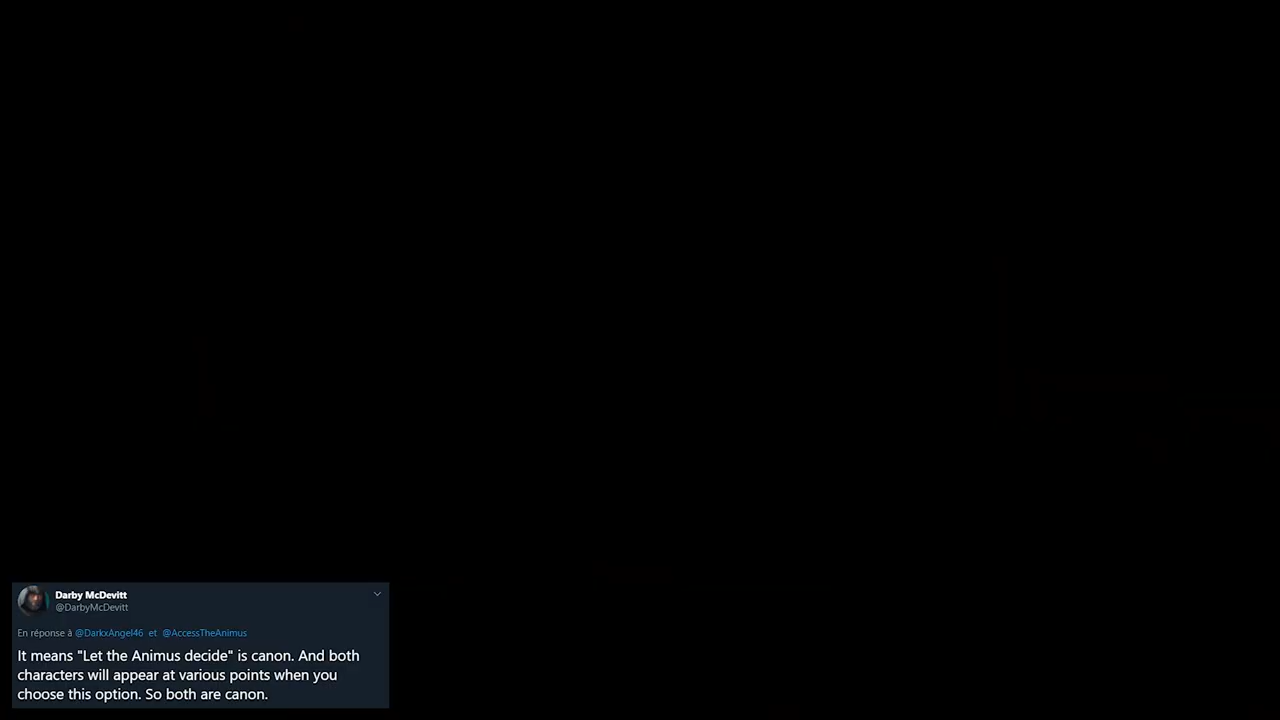 Darby McDevitt
@DarbyMcDevitt
En réponse à @DarkxAngel46 et @AccessTheAnimus
It means "Let the Animus decide" is canon. And both
characters will appear at various points when you
choose this option. So both are canon.